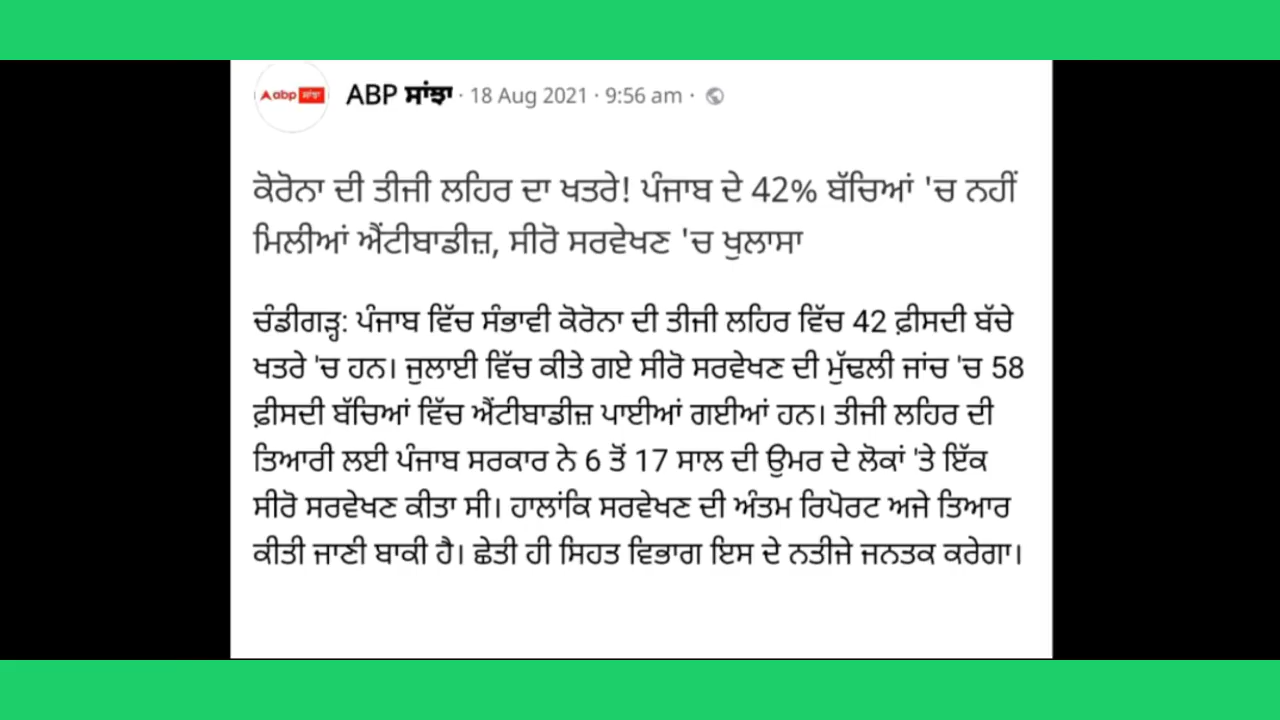 abp ਸਾਂਝਾ
ABP ਸਾਂਝਾ · 18 Aug 2021 · 9:56 am ·
ਕੋਰੋਨਾ ਦੀ ਤੀਜੀ ਲਹਿਰ ਦਾ ਖਤਰੇ! ਪੰਜਾਬ ਦੇ 42% ਬੱਚਿਆਂ 'ਚ ਨਹੀਂ
ਮਿਲੀਆਂ ਐਂਟੀਬਾਡੀਜ਼, ਸੀਰੋ ਸਰਵੇਖਣ 'ਚ ਖੁਲਾਸਾ
ਚੰਡੀਗੜ੍ਹ: ਪੰਜਾਬ ਵਿੱਚ ਸੰਭਾਵੀ ਕੋਰੋਨਾ ਦੀ ਤੀਜੀ ਲਹਿਰ ਵਿੱਚ 42 ਫ਼ੀਸਦੀ ਬੱਚੇ
ਖਤਰੇ 'ਚ ਹਨ। ਜੁਲਾਈ ਵਿੱਚ ਕੀਤੇ ਗਏ ਸੀਰੋ ਸਰਵੇਖਣ ਦੀ ਮੁੱਢਲੀ ਜਾਂਚ 'ਚ 58
ਫ਼ੀਸਦੀ ਬੱਚਿਆਂ ਵਿੱਚ ਐਂਟੀਬਾਡੀਜ਼ ਪਾਈਆਂ ਗਈਆਂ ਹਨ। ਤੀਜੀ ਲਹਿਰ ਦੀ
ਤਿਆਰੀ ਲਈ ਪੰਜਾਬ ਸਰਕਾਰ ਨੇ 6 ਤੋਂ 17 ਸਾਲ ਦੀ ਉਮਰ ਦੇ ਲੋਕਾਂ 'ਤੇ ਇੱਕ
ਸੀਰੋ ਸਰਵੇਖਣ ਕੀਤਾ ਸੀ। ਹਾਲਾਂਕਿ ਸਰਵੇਖਣ ਦੀ ਅੰਤਮ ਰਿਪੋਰਟ ਅਜੇ ਤਿਆਰ
ਕੀਤੀ ਜਾਣੀ ਬਾਕੀ ਹੈ। ਛੇਤੀ ਹੀ ਸਿਹਤ ਵਿਭਾਗ ਇਸ ਦੇ ਨਤੀਜੇ ਜਨਤਕ ਕਰੇਗਾ।